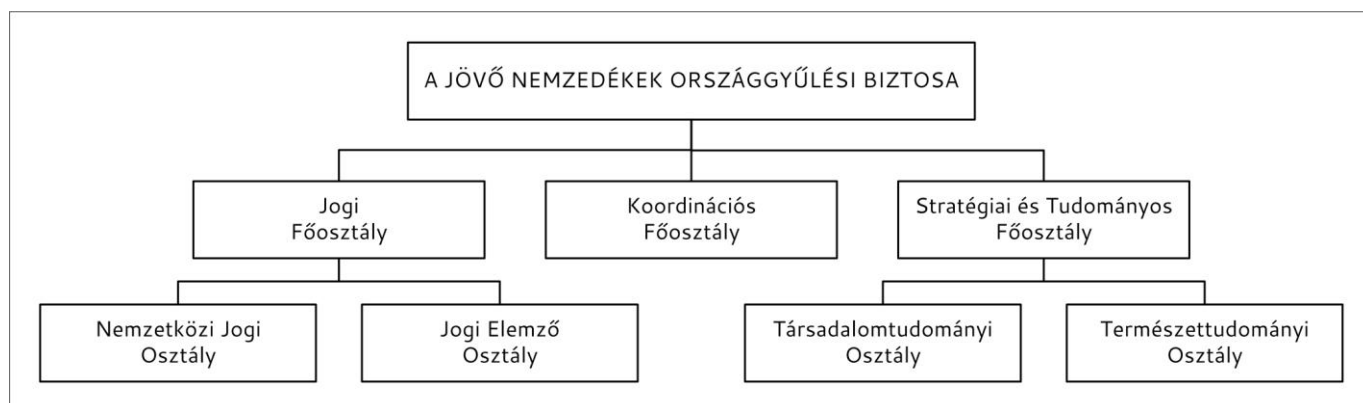 A JÖVŐ NEMZEDÉKEK ORSZÁGGYŰLÉSI BIZTOSA
Jogi
Főosztály
Koordinációs
Főosztály
Stratégiai és Tudományos
Főosztály
Nemzetközi Jogi
Osztály
Jogi Elemző
Osztály
Társadalomtudományi
Osztály
Természettudományi
Osztály